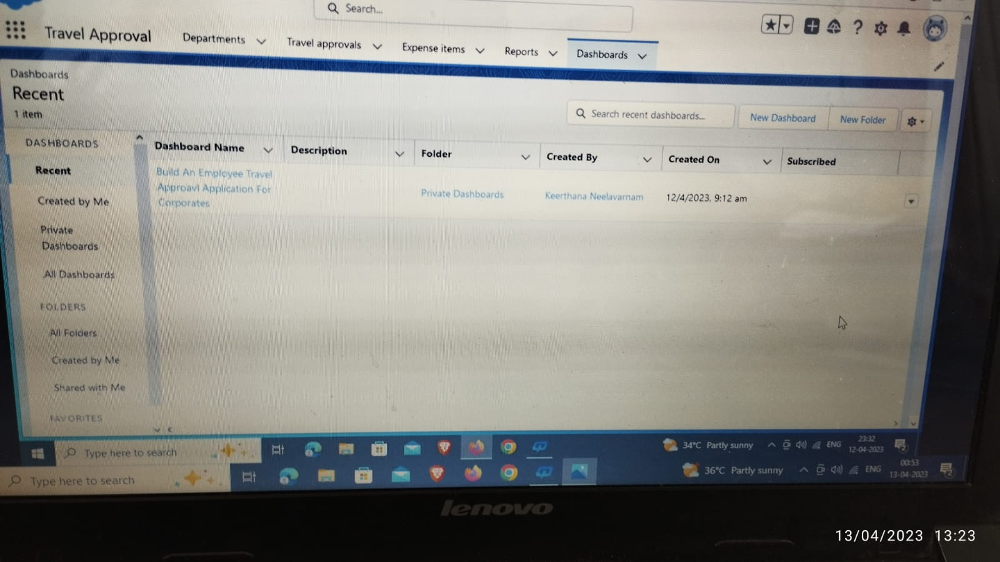 Search...
Travel Approval
Departments
Travel approvals
Expense items
Reports
Dashboards
Dashboards
Recent
1 item
Search recent dashboards...
New Dashboard
New Folder
DASHBOARDS
Recent
Created by Me
Private
Dashboards
All Dashboards
FOLDERS
All Folders
Created by Me
Shared with Me
FAVORITES
Dashboard Name
Description
Folder
Created By
Created On
Subscribed
Build An Employee Travel
Approavl Application For
Corporates
Private Dashboards
Keerthana Neelavarnam
12/4/2023, 9:12 am
Type here to search
34°C Partly sunny
ENG
23:32
12-04-2023
2
Type here to search
36°C Partly sunny
ENG
00:53
13-04-2023
2
lenovo
13/04/2023 13:23